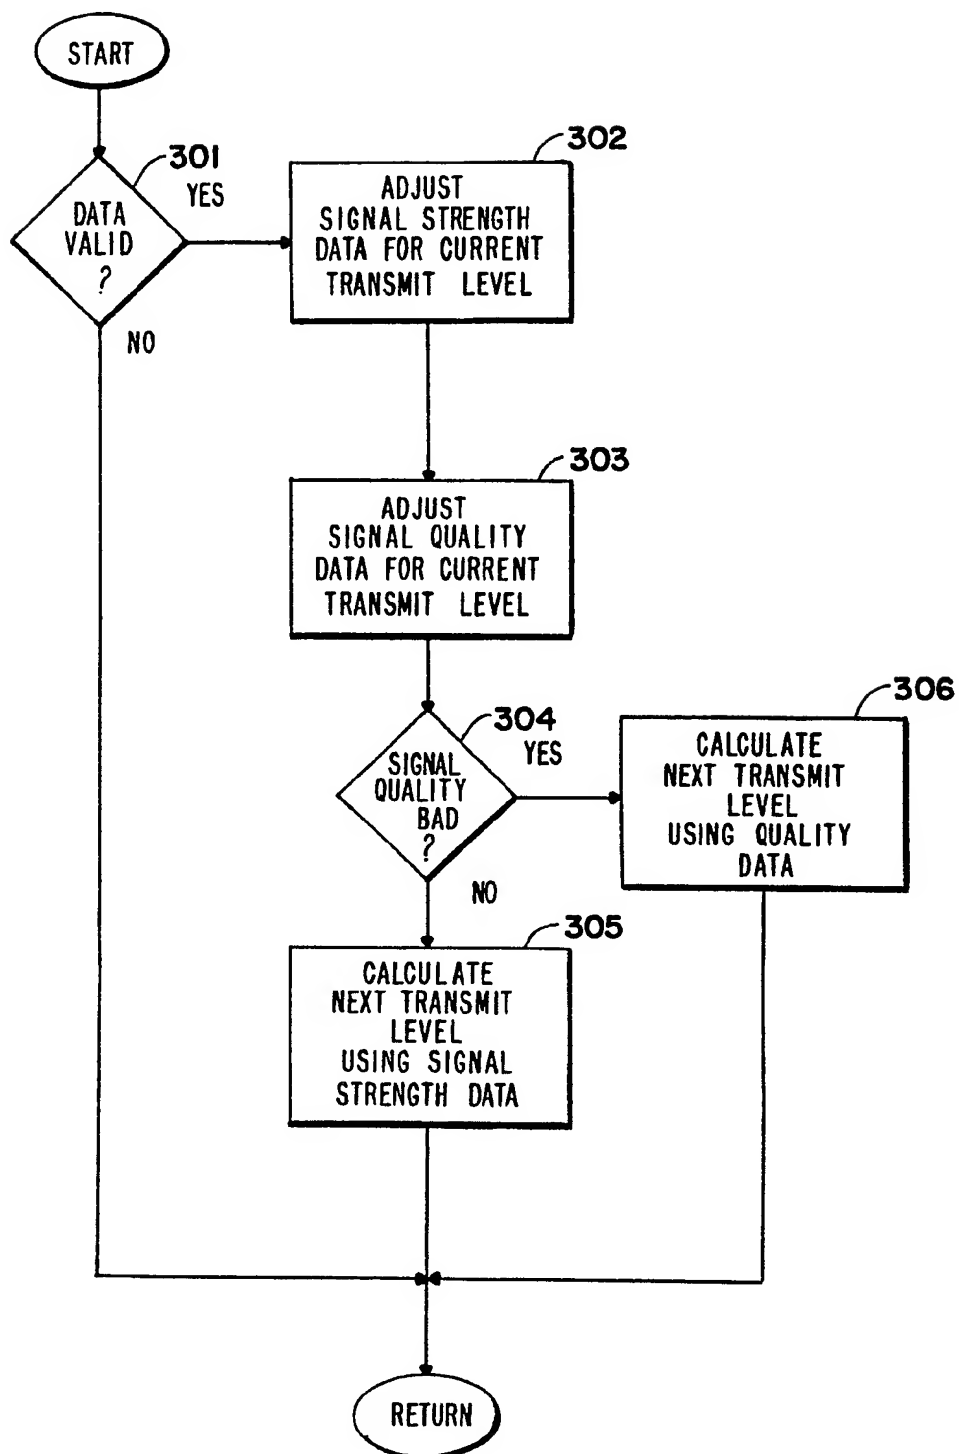 START
301
YES
DATA
VALID
?
NO
302
ADJUST
SIGNAL STRENGTH
DATA FOR CURRENT
TRANSMIT LEVEL
303
ADJUST
SIGNAL QUALITY
DATA FOR CURRENT
TRANSMIT LEVEL
304
YES
SIGNAL
QUALITY
BAD
?
NO
306
CALCULATE
NEXT TRANSMIT
LEVEL
USING QUALITY
DATA
305
CALCULATE
NEXT TRANSMIT
LEVEL
USING SIGNAL
STRENGTH DATA
RETURN